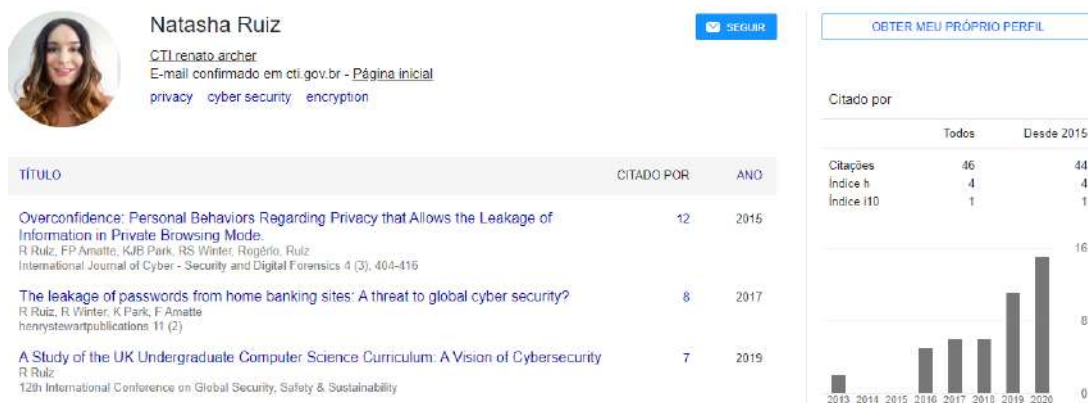 Natasha Ruiz
SEGUIR
CTI renato archer
E-mail confirmado em cti.gov.br - Página inicial
privacy cyber security encryption
TÍTULO CITADO POR ANO
Overconfidence: Personal Behaviors Regarding Privacy that Allows the Leakage of 12 2015
Information in Private Browsing Mode.
R Ruiz, FP Amatte, KJB Park, RS Winter, Rogério, Ruiz
International Journal of Cyber - Security and Digital Forensics 4 (3), 404-416
The leakage of passwords from home banking sites: A threat to global cyber security? 8 2017
R Ruiz, R Winter, K Park, F Amatte
henrystewartpublications 11 (2)
A Study of the UK Undergraduate Computer Science Curriculum: A Vision of Cybersecurity 7 2019
R Ruiz
12th International Conference on Global Security, Safety & Sustainability
OBTER MEU PRÓPRIO PERFIL
Citado por
Todos Desde 2015
Citações 46 44
Índice h 4 4
Índice i10 1 1
16
8
0
2013 2014 2015 2016 2017 2018 2019 2020